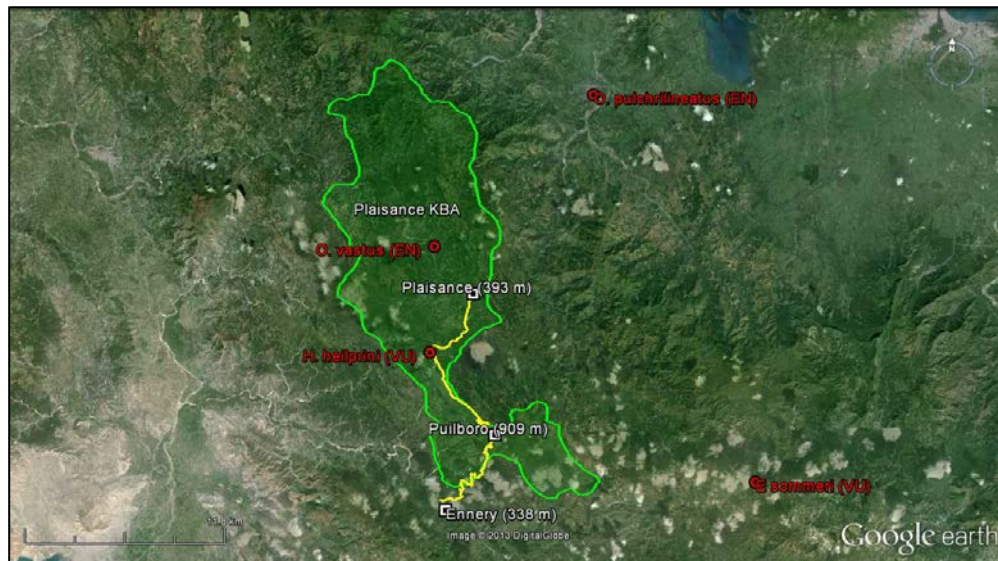 N
pulchrilineatus (EN)
Plaisance KBA
O. vastus (EN)
Plaisance (393 m)
H. heilprini (VU)
Puilboro (909 m)
sommeri (VU)
Ennery (338 m)
km
Image © 2013 DigitalGlobe
Google earth